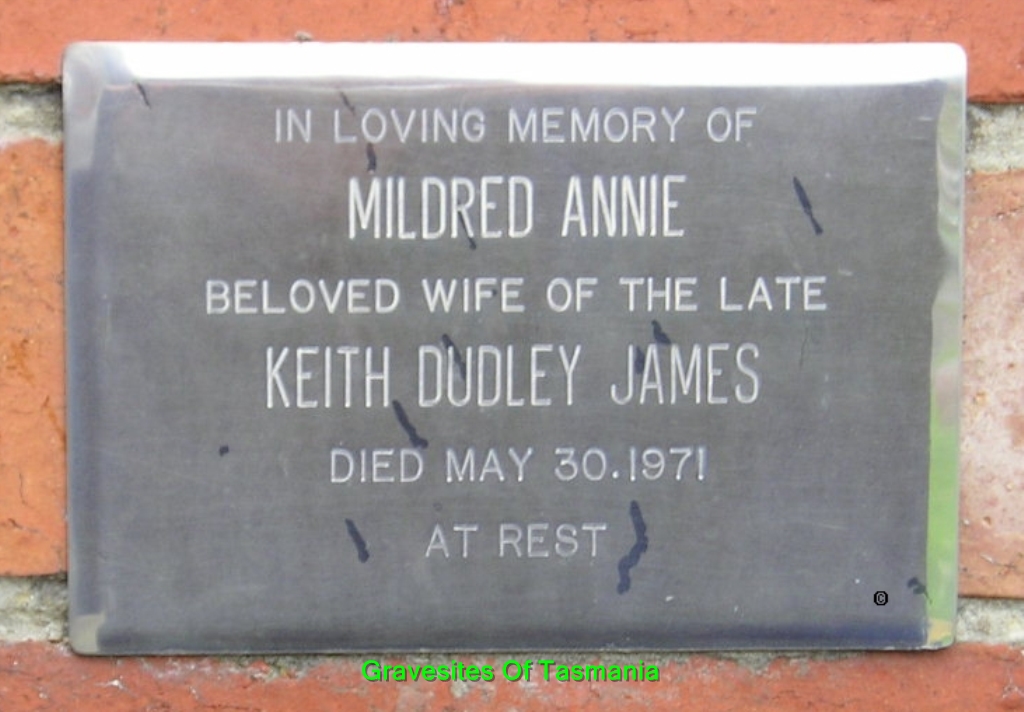 IN LOVING MEMORY OF
MILDRED ANNIE
BELOVED WIFE OF THE LATE
KEITH DUDLEY JAMES
DIED MAY 30.1971
AT REST
©
Gravesites Of Tasmania